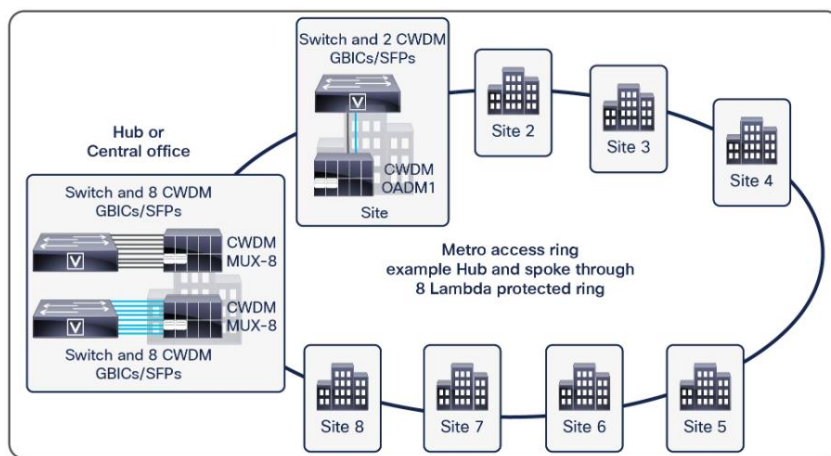 Switch and 2 CWDM
GBICs/SFPs
V
CWDM
OADM1
Site
Site 2
Site 3
Site 4
Hub or
Central office
Switch and 8 CWDM
GBICs/SFPs
V
CWDM
MUX-8
V
CWDM
MUX-8
Switch and 8 CWDM
GBICs/SFPs
Metro access ring
example Hub and spoke through
8 Lambda protected ring
Site 8
Site 7
Site 6
Site 5